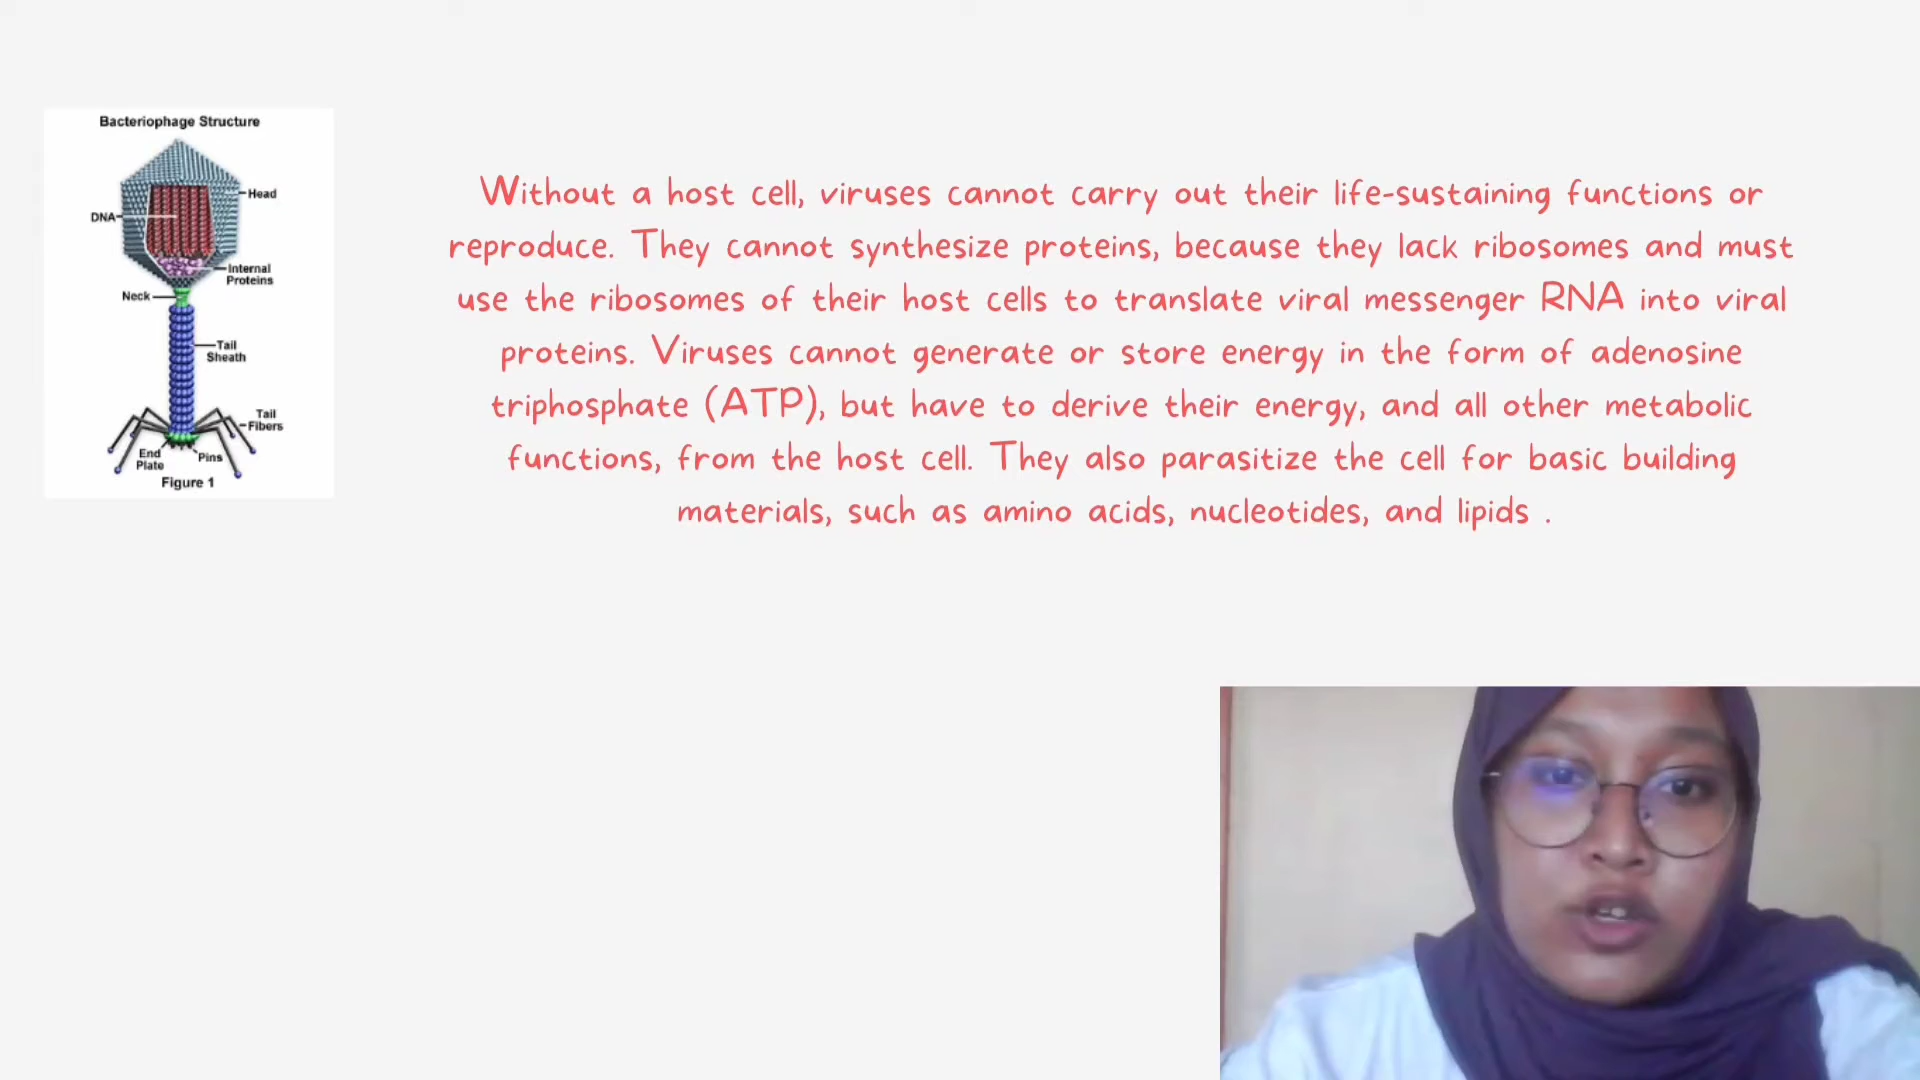 Bacteriophage Structure
Head
DNA
Internal
Proteins
Neck
Tail
Sheath
Tail
Fibers
End
Plate
Pins
Figure 1
Without a host cell, viruses cannot carry out their life-sustaining functions or
reproduce. They cannot synthesize proteins, because they lack ribosomes and must
use the ribosomes of their host cells to translate viral messenger RNA into viral
proteins. Viruses cannot generate or store energy in the form of adenosine
triphosphate (ATP), but have to derive their energy, and all other metabolic
functions, from the host cell. They also parasitize the cell for basic building
materials, such as amino acids, nucleotides, and lipids .